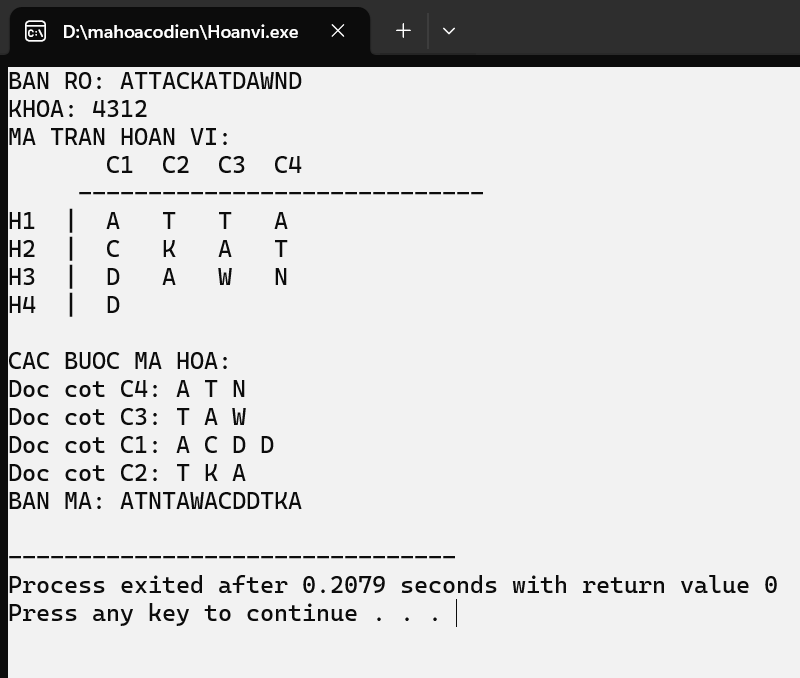 D:\mahoacodien\Hoanvi.exe
BAN RO: ATTACKATDAWND
KHOA: 4312
MA TRAN HOAN VI:
C1 C2 C3 C4
-----------------------------
H1 | A T T A
H2 | C K A T
H3 | D A W N
H4 | D
CAC BUOC MA HOA:
Doc cot C4: A T N
Doc cot C3: T A W
Doc cot C1: A C D D
Doc cot C2: T K A
BAN MA: ATNTAWACDDTKA
--------------------------------
Process exited after 0.2079 seconds with return value 0
Press any key to continue . . .